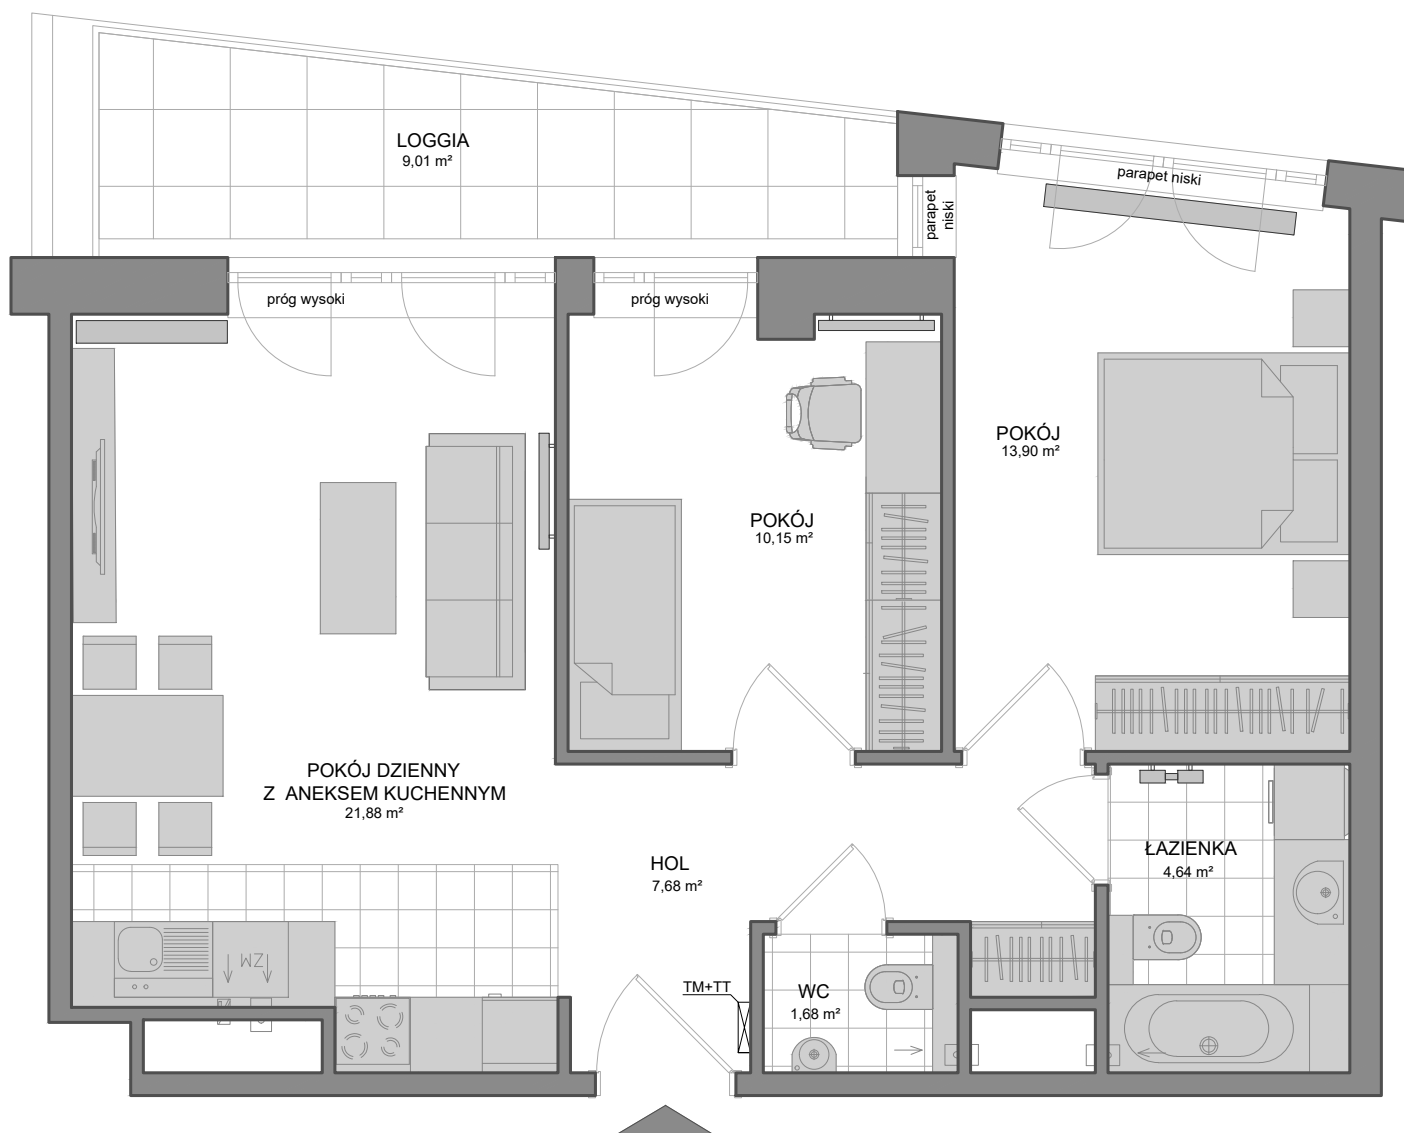 LOGGIA
9,01 m²
parapet niski
parapet
niski
próg wysoki
próg wysoki
POKÓJ
13,90 m²
POKÓJ
10,15 m²
POKÓJ DZIENNY
Z ANEKSEM KUCHENNYM
21,88 m²
HOL
7,68 m²
ŁAZIENKA
4,64 m²
ZM
TM+TT
WC
1,68 m²